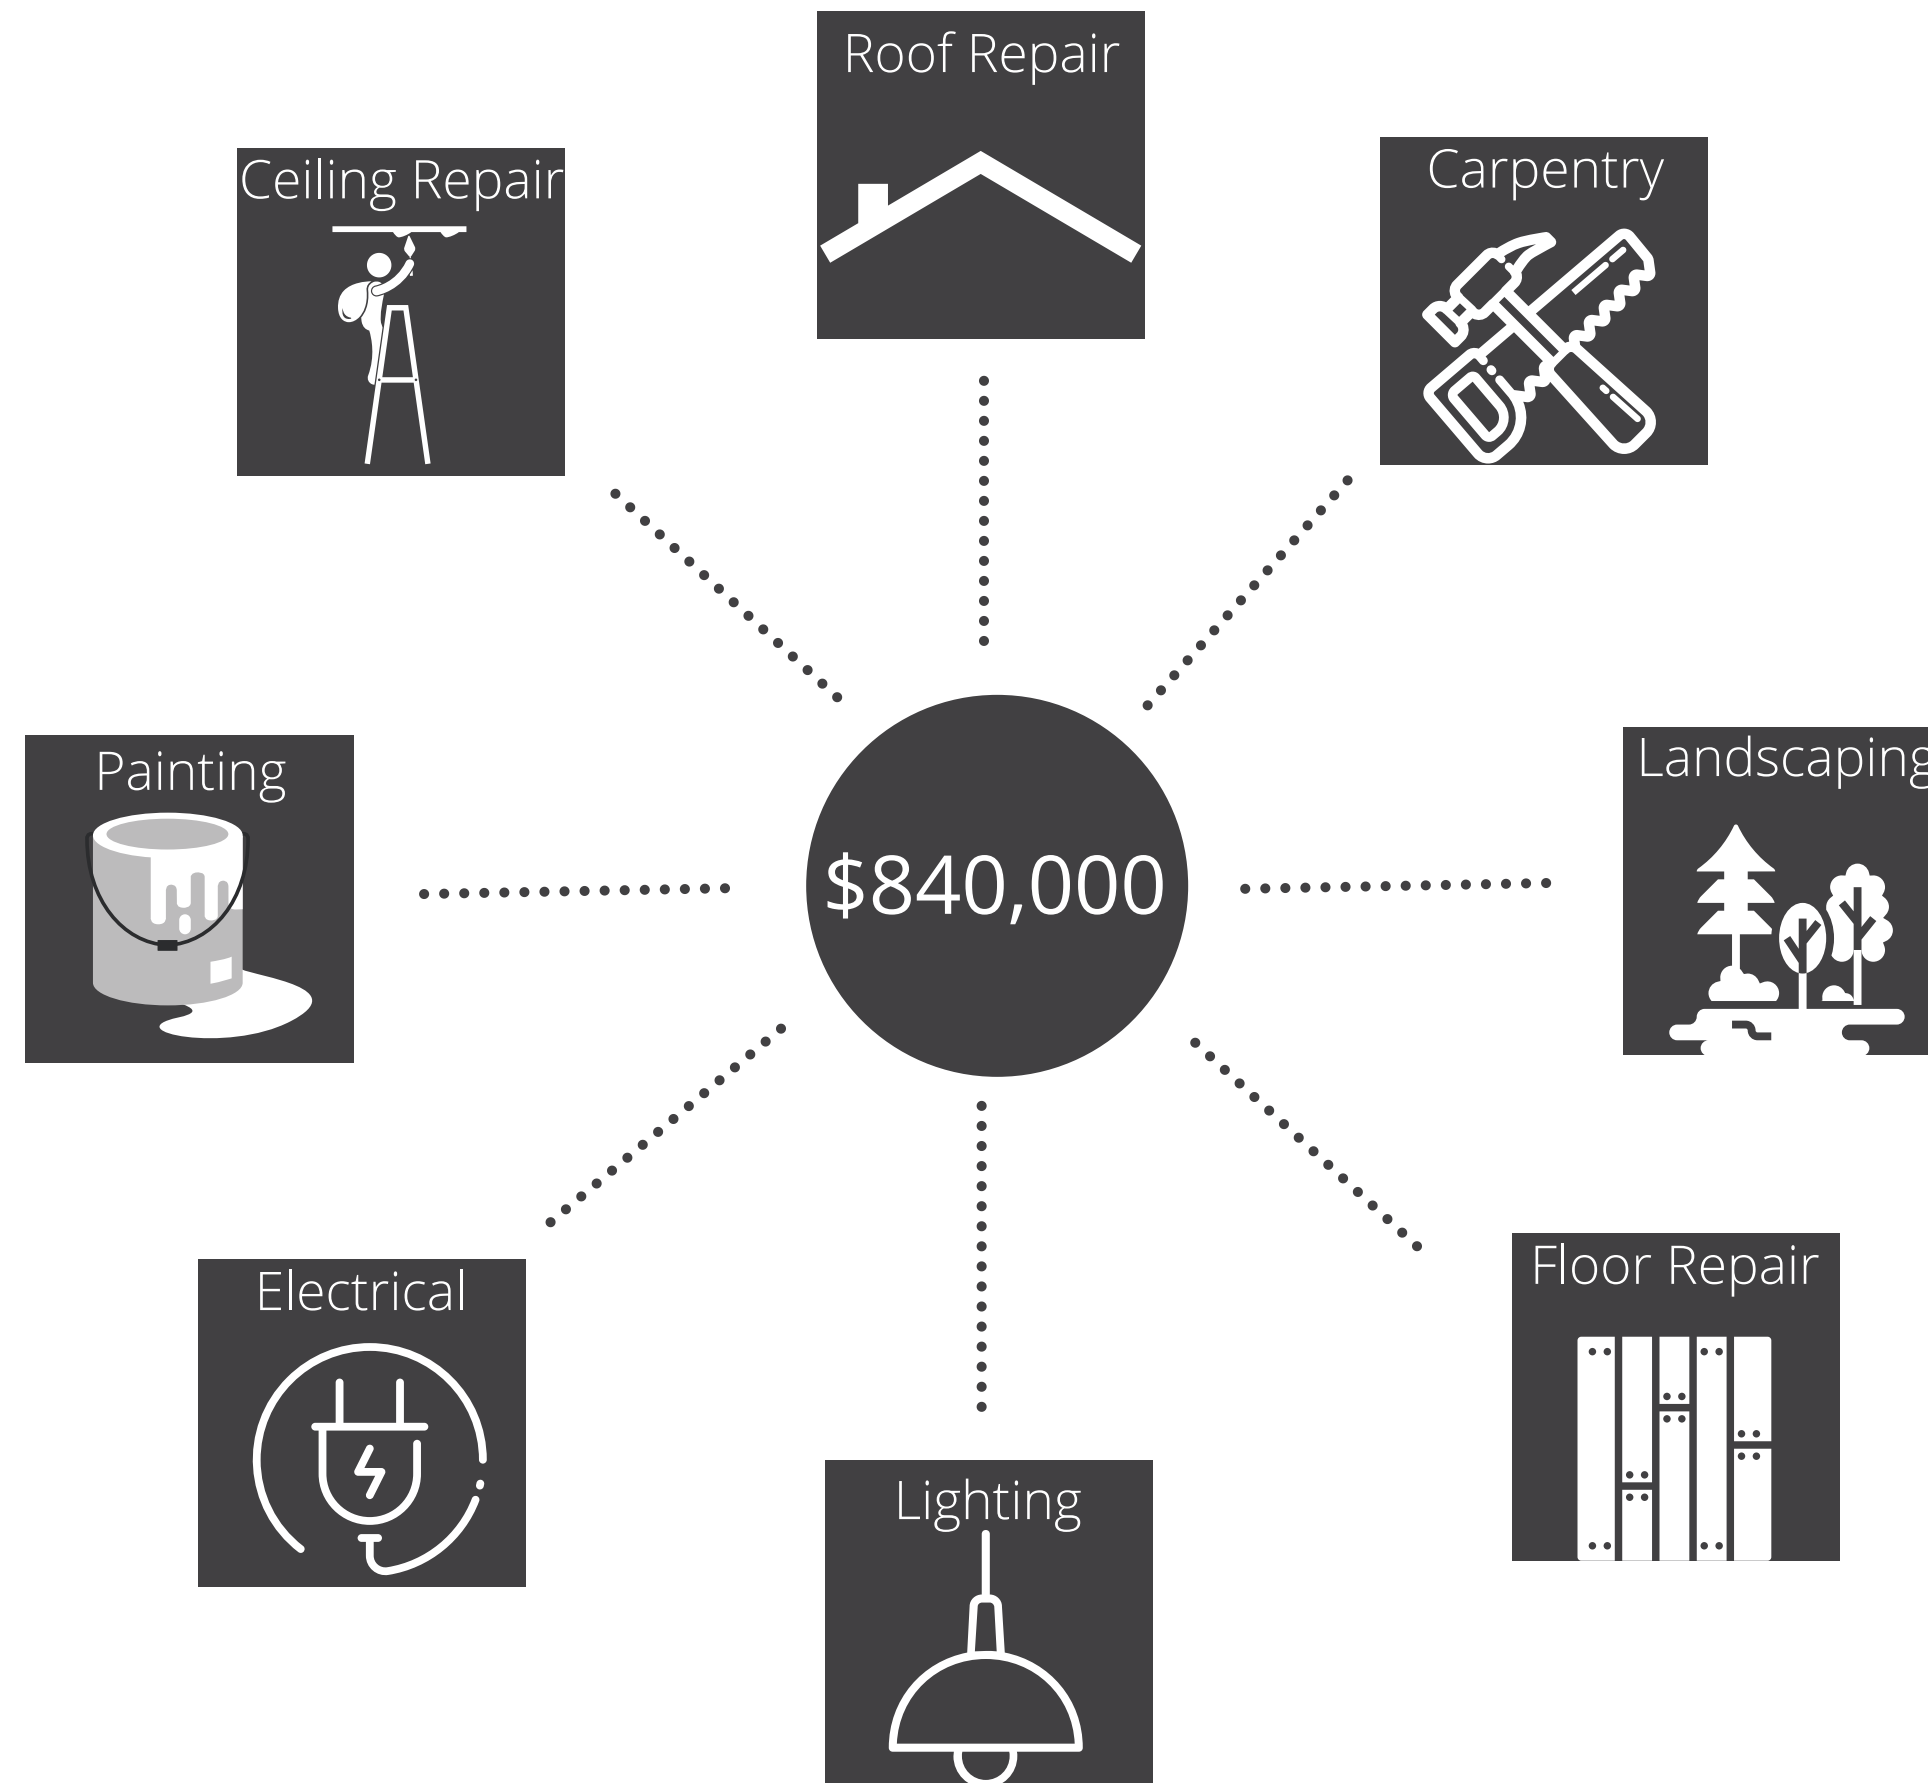 Roof Repair
Ceiling Repair
Carpentry
Painting
Landscaping
$840,000
Electrical
Floor Repair
Lighting